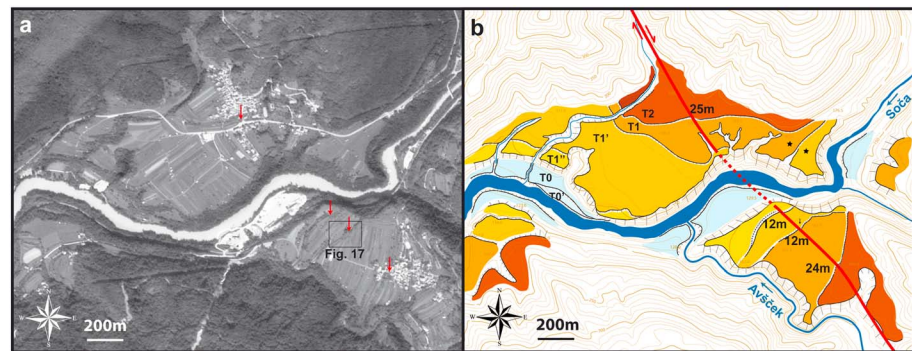 a
Fig. 17
N
W E
S
200m
b
Soča
25m
T2
T1
T1'
T1"
T0
T0'
12m
12m
24m
Avšček
N
W E
S
200m